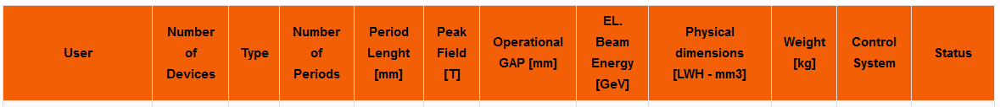 User
Number
of
Devices
Type
Number
of
Periods
Period
Lenght
[mm]
Peak
Field
[T]
Operational
GAP [mm]
EL.
Beam
Energy
[GeV]
Physical
dimensions
[LWH - mm3]
Weight
[kg]
Control
System
Status